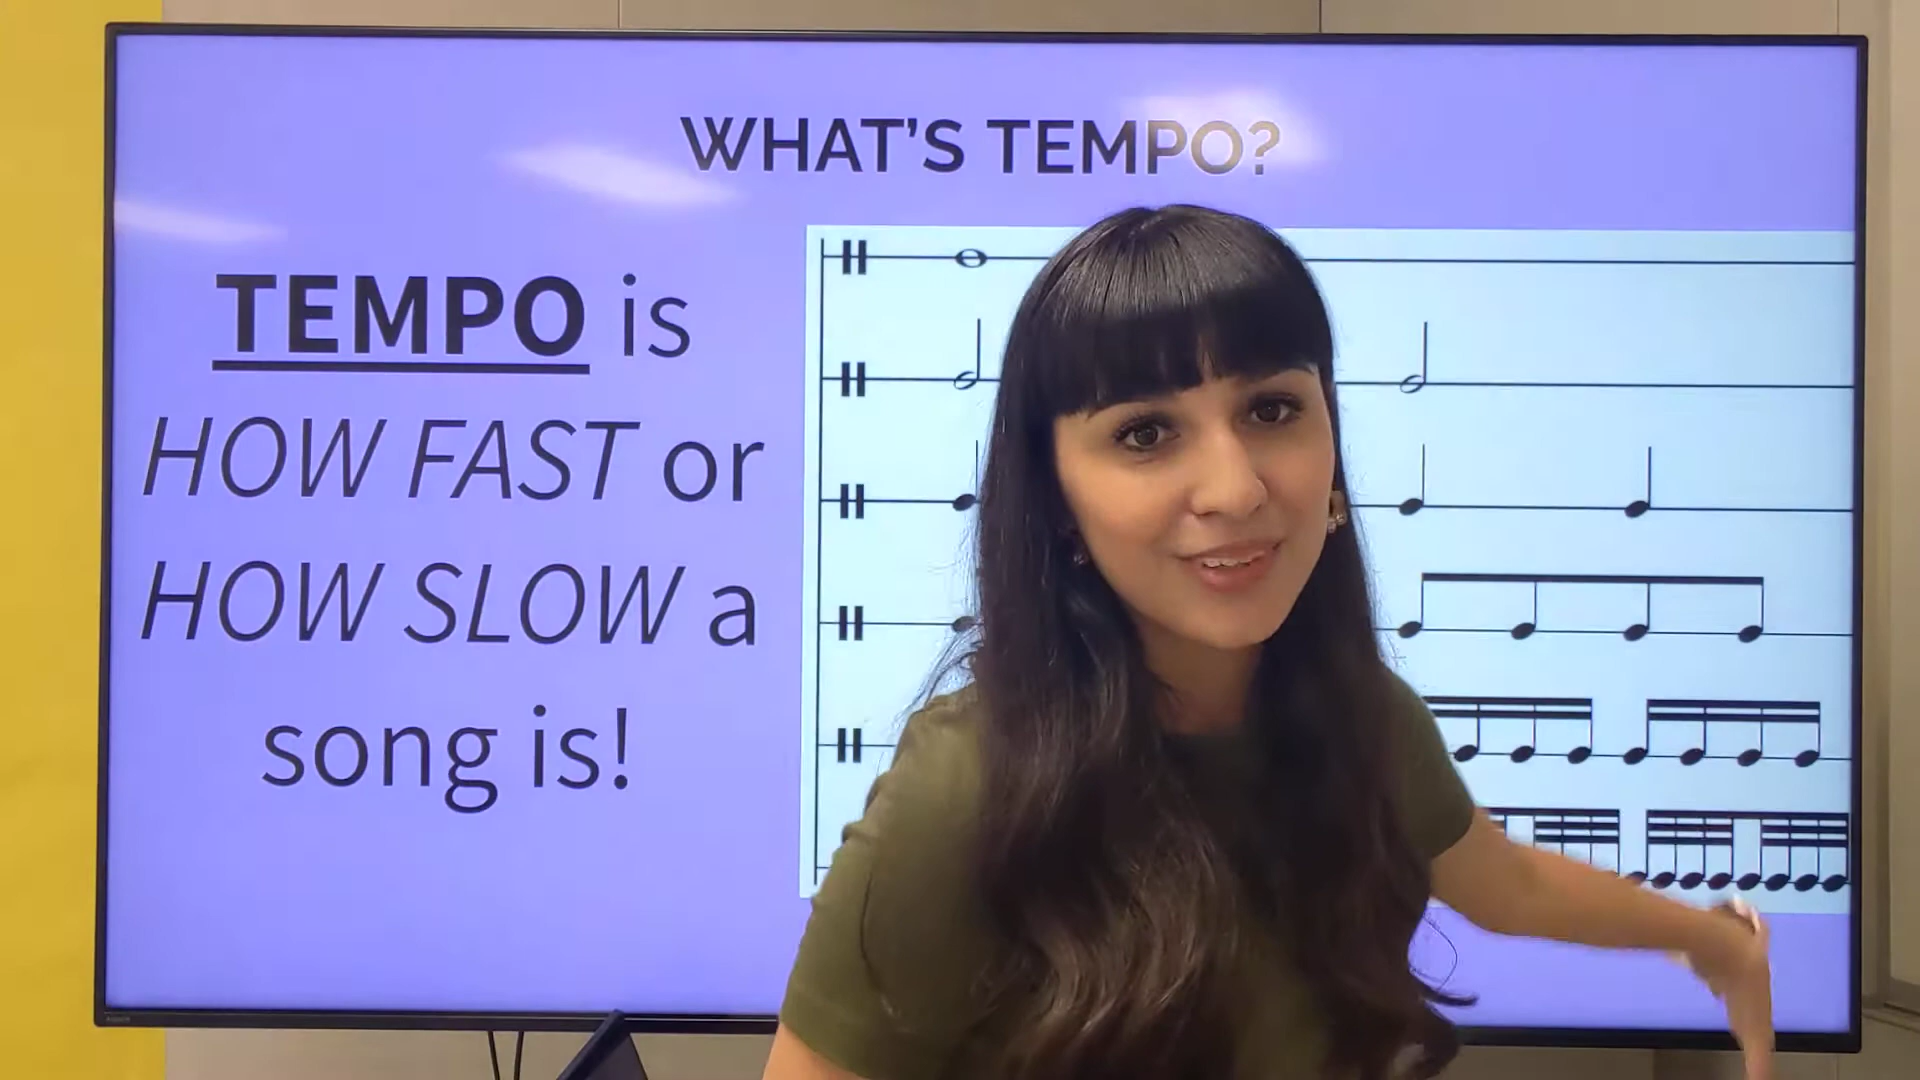 WHAT'S TEMPO?
TEMPO is
HOW FAST or
HOW SLOW a
song is!